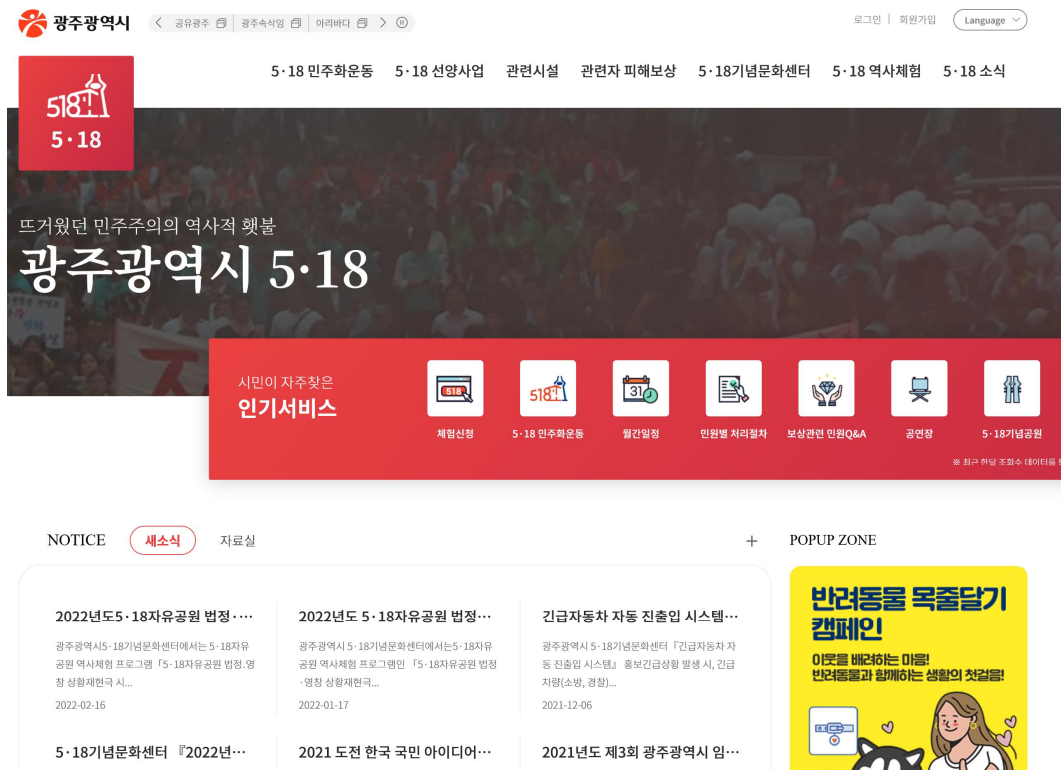 광주광역시
공유광주
광주속삭임
아리바다
로그인
회원가입
Language
518
5·18
5·18 민주화운동
5·18 선양사업
관련시설
관련자 피해보상
5·18기념문화센터
5·18 역사체험
5·18 소식
뜨거웠던 민주주의의 역사적 횃불
광주광역시 5·18
시민이 자주찾은
인기서비스
518
체험신청
518
5·18 민주화운동
31
월간일정
민원별 처리절차
보상관련 민원Q&A
공연장
5·18기념공원
※ 최근 한달 조회수 데이터를
NOTICE
새소식
자료실
POPUP ZONE
2022년도5·18자유공원 법정·…
광주광역시5·18기념문화센터에서는 5·18자유
공원 역사체험 프로그램「5·18자유공원 법정.영
창 상황재현극 시...
2022-02-16
2022년도 5·18자유공원 법정…
광주광역시 5·18기념문화센터에서는5·18자유
공원 역사체험 프로그램인 「5·18자유공원 법정
·영창 상황재현극...
2022-01-17
긴급자동차 자동 진출입 시스템…
광주광역시 5·18기념문화센터『긴급자동차 자
동 진출입 시스템』 홍보긴급상황 발생 시, 긴급
차량(소방, 경찰)...
2021-12-06
5·18기념문화센터 『2022년…
2021 도전 한국 국민 아이디어…
2021년도 제3회 광주광역시 임…
반려동물 목줄달기
캠페인
이웃을 배려하는 마음!
반려동물과 함께하는 생활의 첫걸음!